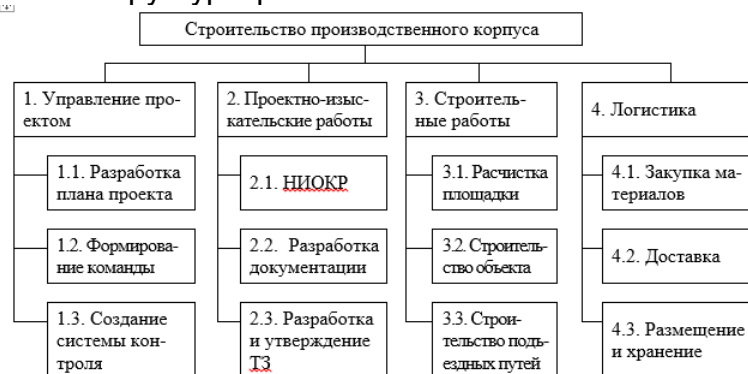 Строительство производственного корпуса
1. Управление про-
ектом
1.1. Разработка
плана проекта
1.2. Формирова-
ние команды
1.3. Создание
системы кон-
троля
2. Проектно-изыс-
кательские работы
2.1. НИОКР
2.2. Разработка
документации
2.3. Разработка
и утверждение
ТЗ
3. Строитель-
ные работы
3.1. Расчистка
площадки
3.2. Строитель-
ство объекта
3.3. Строи-
тельство подъ-
ездных путей
4. Логистика
4.1. Закупка ма-
териалов
4.2. Доставка
4.3. Размещение
и хранение